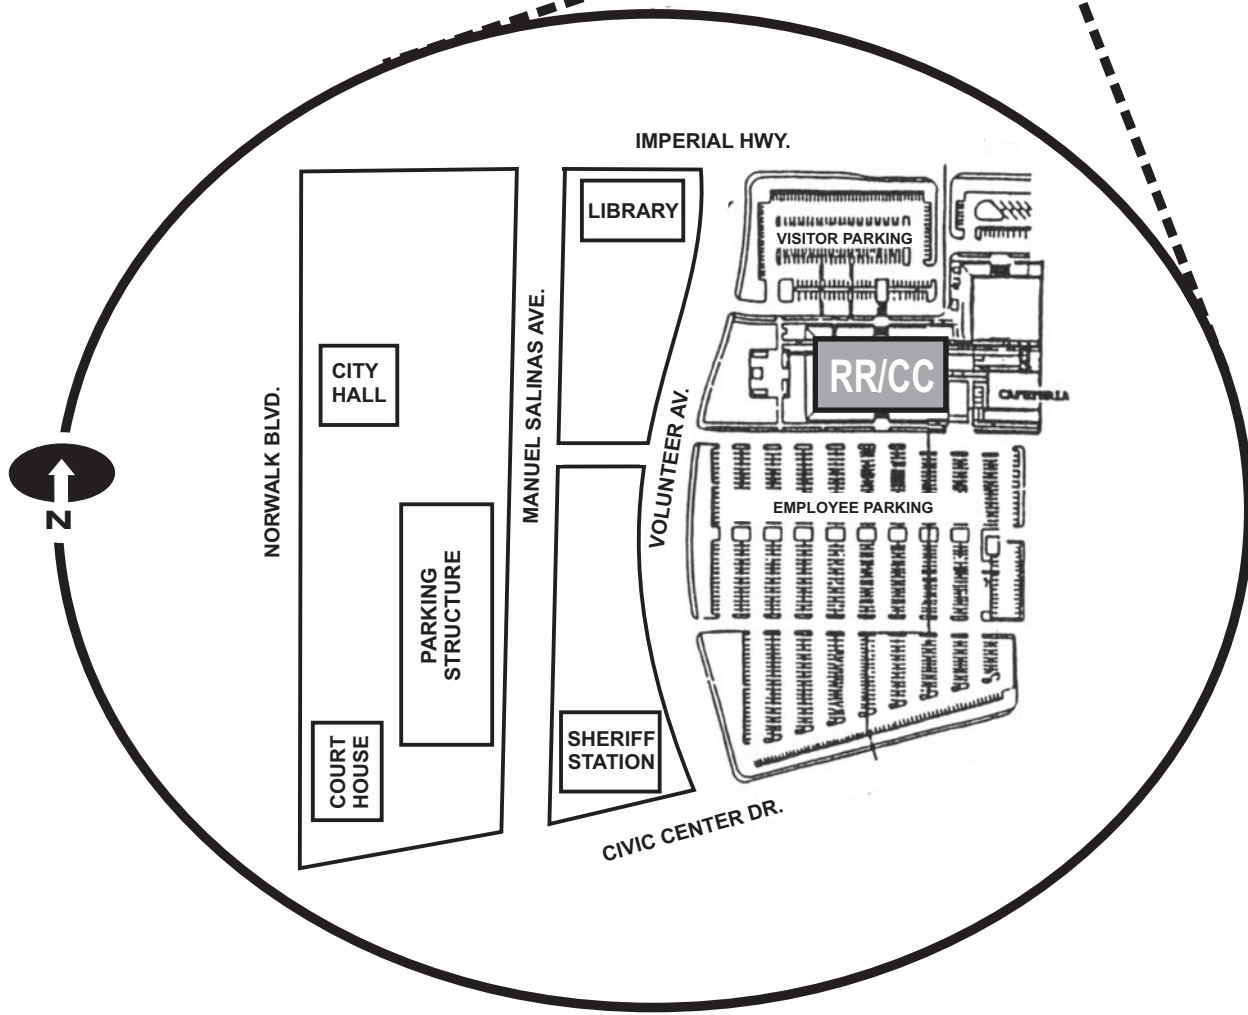 IMPERIAL HWY.
LIBRARY
VISITOR PARKING
CITY
HALL
RR/CC
CAFETERIA
NORWALK BLVD.
MANUEL SALINAS AVE.
VOLUNTEER AV.
N
EMPLOYEE PARKING
PARKING
STRUCTURE
COURT
HOUSE
SHERIFF
STATION
CIVIC CENTER DR.